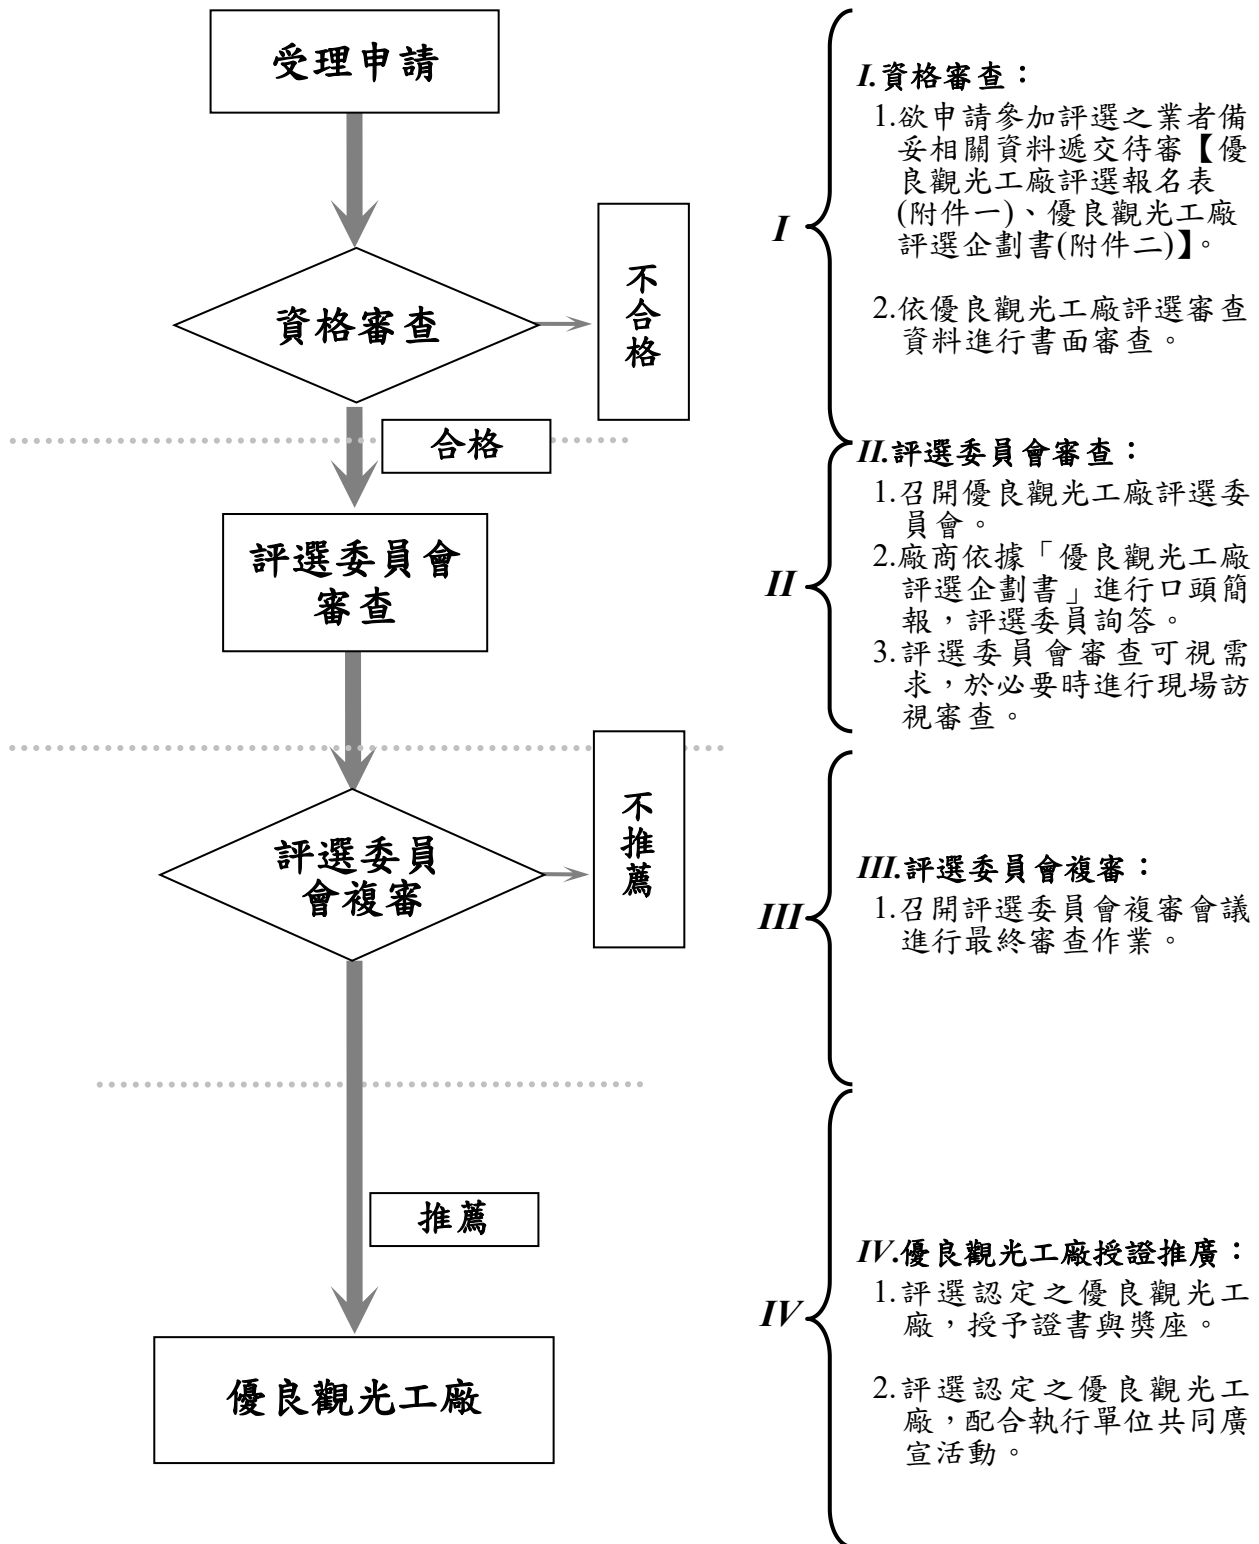 受理申請
資格審查
不合格
合格
評選委員會
審查
評選委員
會複審
不推薦
推薦
優良觀光工廠
I
I.資格審查：
1.欲申請參加評選之業者備
妥相關資料遞交待審【優
良觀光工廠評選報名表
(附件一)、優良觀光工廠
評選企劃書(附件二)】。
2.依優良觀光工廠評選審查
資料進行書面審查。
II
II.評選委員會審查：
1.召開優良觀光工廠評選委
員會。
2.廠商依據「優良觀光工廠
評選企劃書」進行口頭簡
報，評選委員詢答。
3.評選委員會審查可視需
求，於必要時進行現場訪
視審查。
III
III.評選委員會複審：
1.召開評選委員會複審會議
進行最終審查作業。
IV
IV.優良觀光工廠授證推廣：
1.評選認定之優良觀光工
廠，授予證書與獎座。
2.評選認定之優良觀光工
廠，配合執行單位共同廣
宣活動。